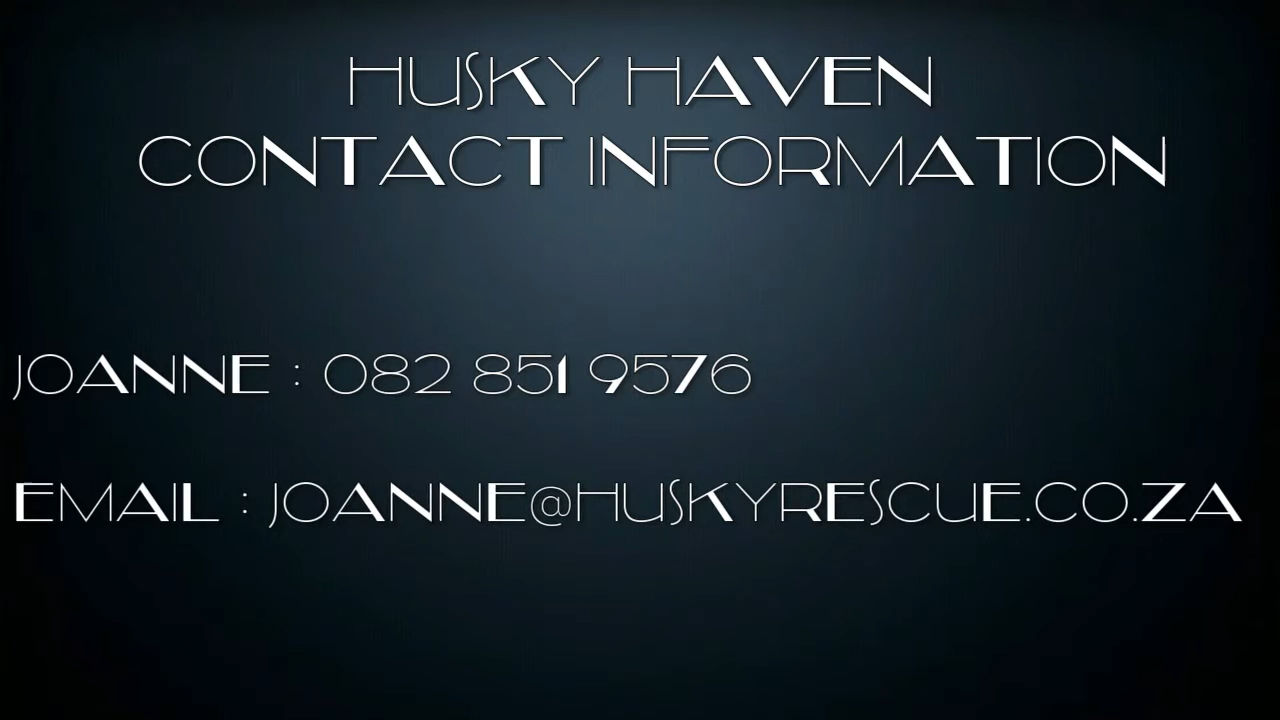 HUSKY HAVEN
CONTACT INFORMATION
JOANNE : 082 851 9576
EMAIL : JOANNE@HUSKYRESCUE.CO.ZA